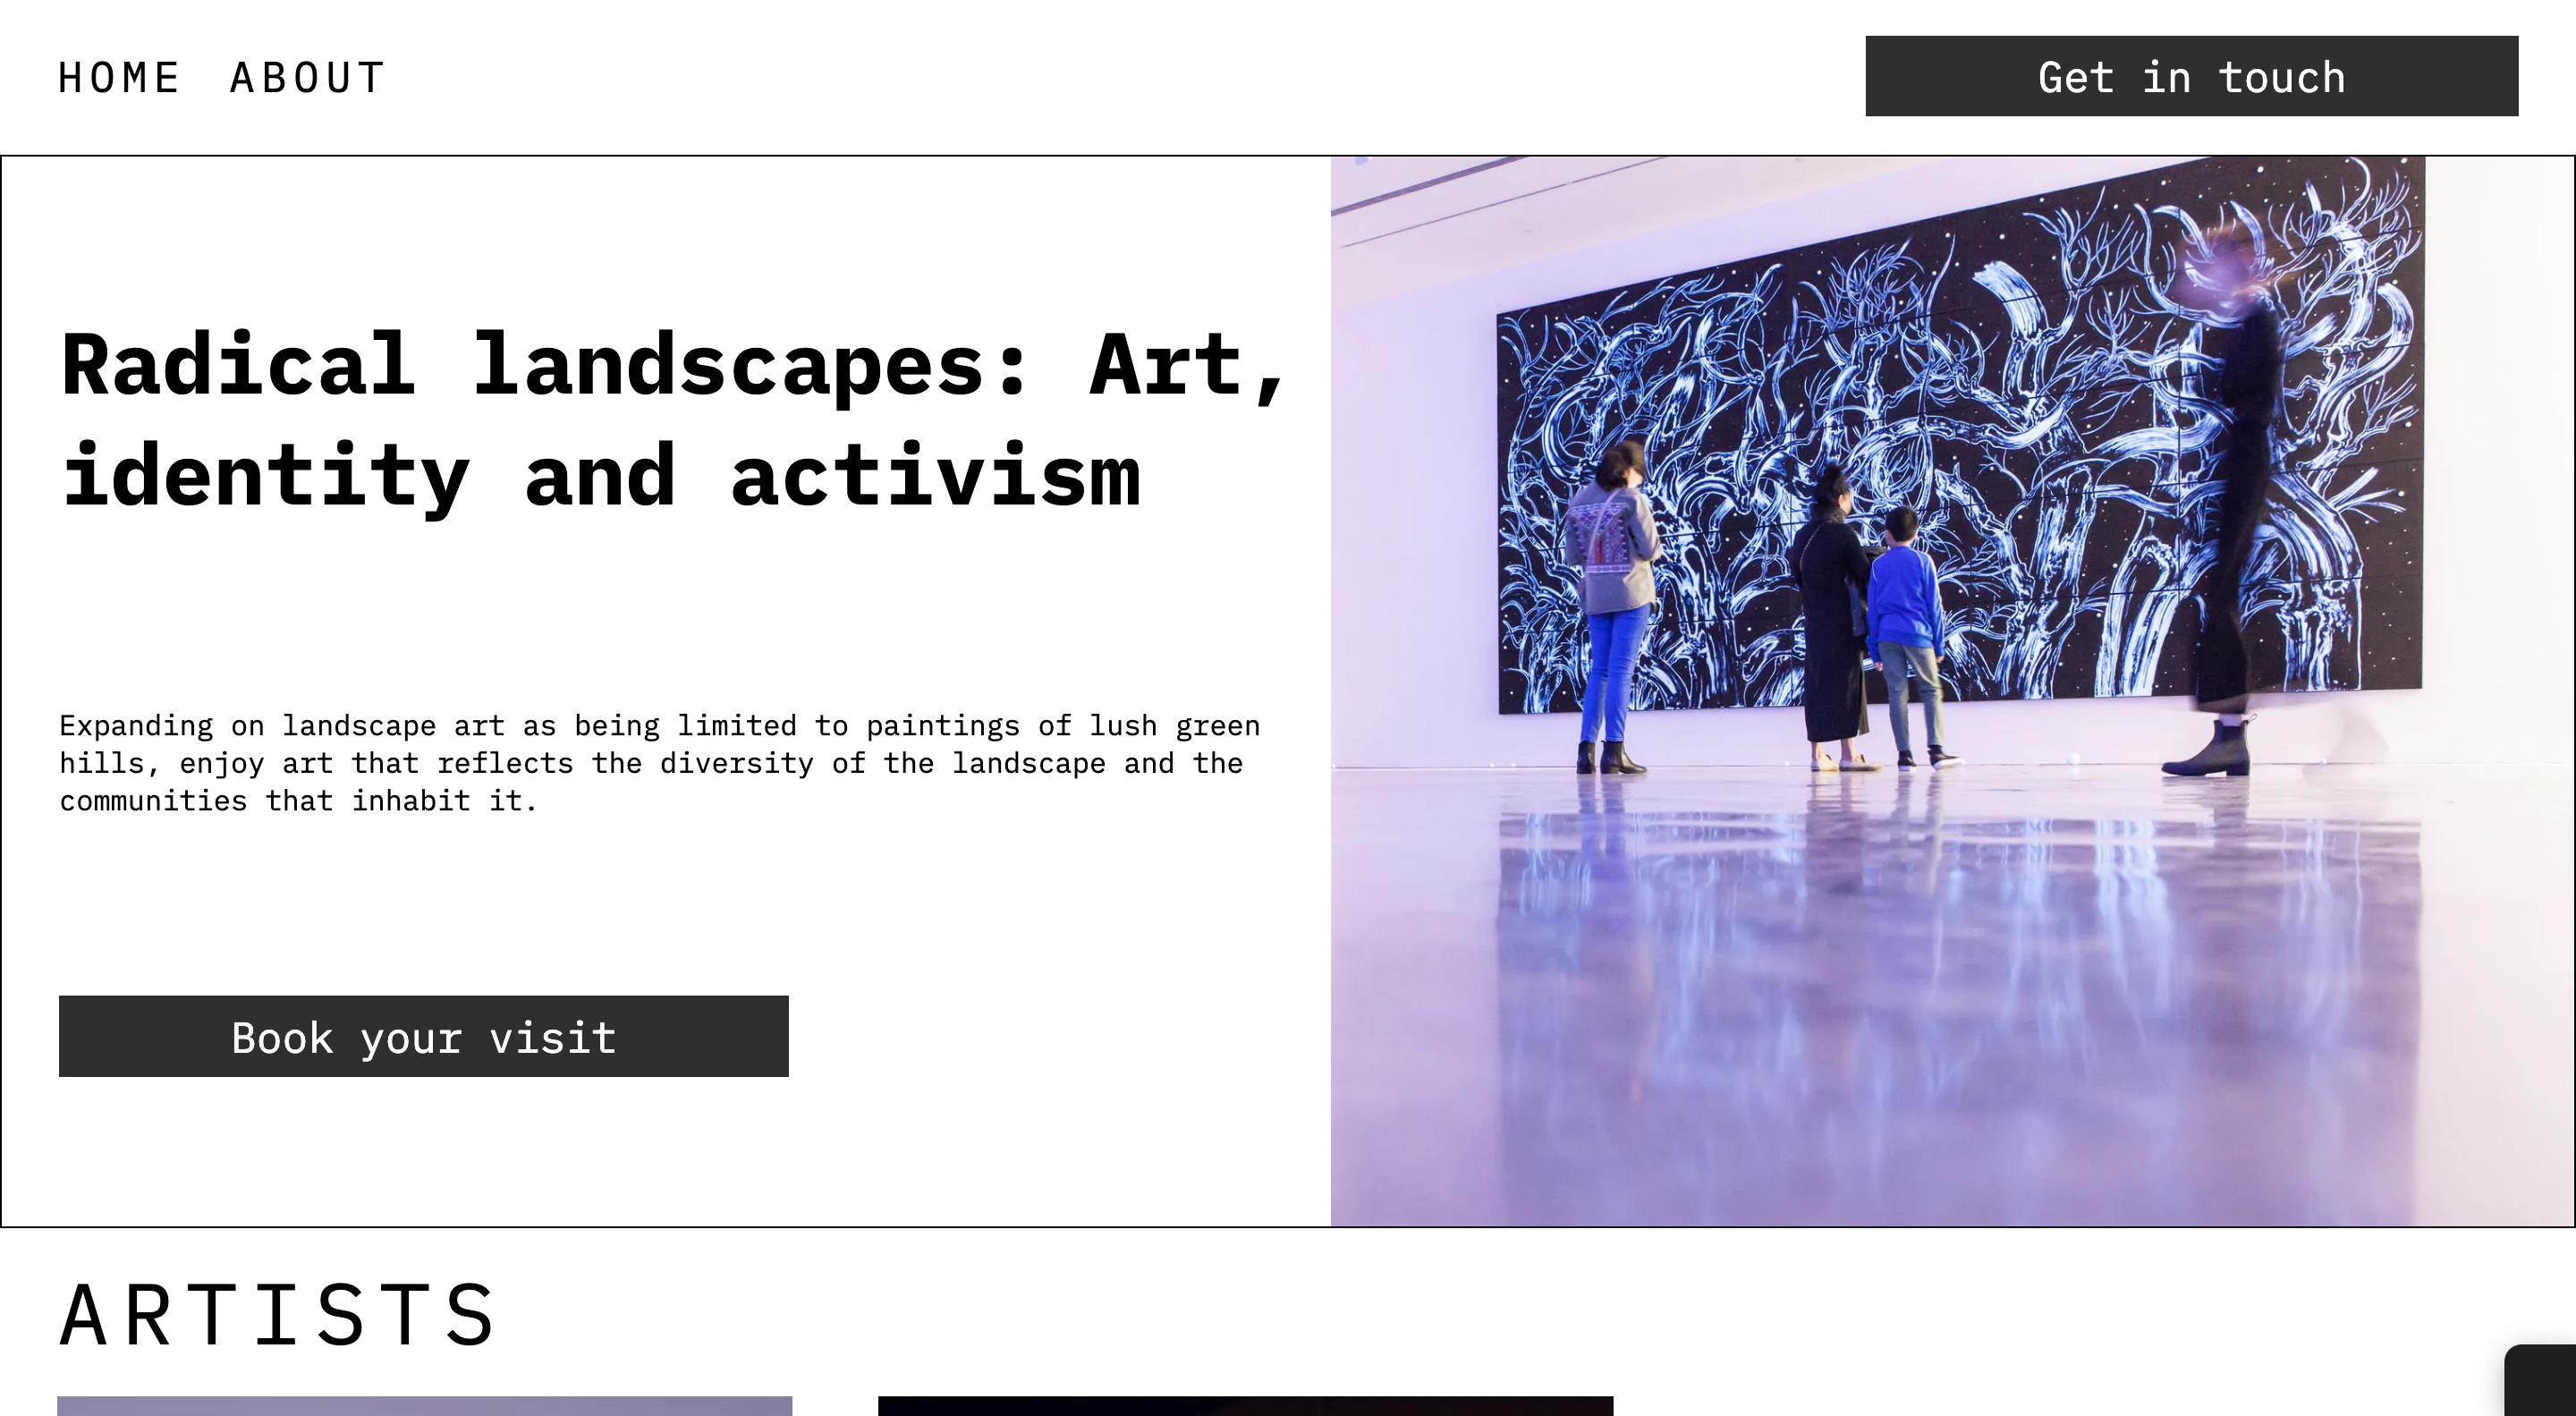 HOME ABOUT
Get in touch
Radical landscapes: Art,
identity and activism
Expanding on landscape art as being limited to paintings of lush green
hills, enjoy art that reflects the diversity of the landscape and the
communities that inhabit it.
Book your visit
ARTISTS